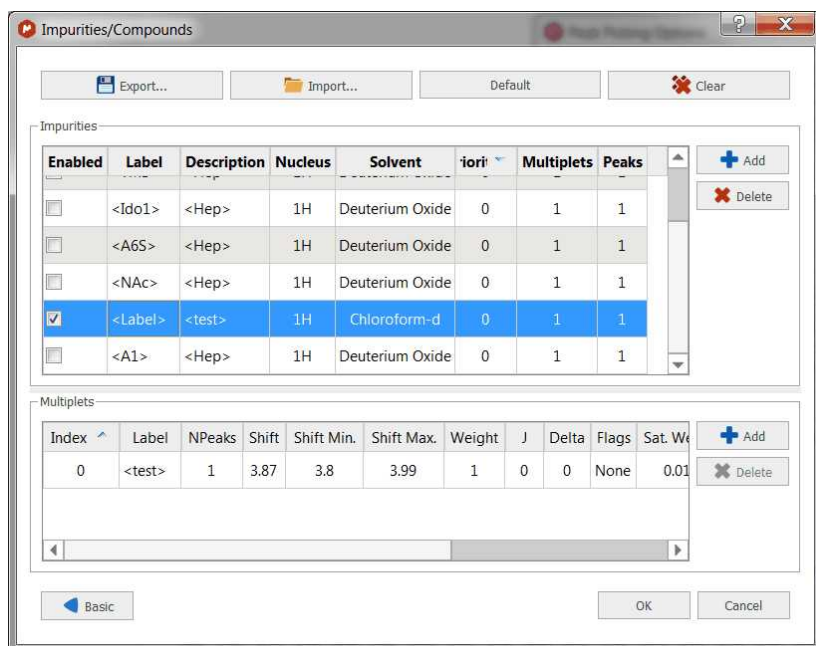 Impurities/Compounds
Export... Import... Default Clear
Impurities
Enabled Label Description Nucleus Solvent Multiplets Peaks
<Ido1> <Hep> 1H Deuterium Oxide 0 1 1
<A6S> <Hep> 1H Deuterium Oxide 0 1 1
<NAc> <Hep> 1H Deuterium Oxide 0 1 1
<Label> <test> 1H Chloroform-d 0 1 1
<A1> <Hep> 1H Deuterium Oxide 0 1 1
Add
Delete
Multiplets
Index Label NPeaks Shift Shift Min. Shift Max. Weight J Delta Flags Sat. We
0 <test> 1 3.87 3.8 3.99 1 0 0 None 0.01
Add
Delete
Basic OK Cancel